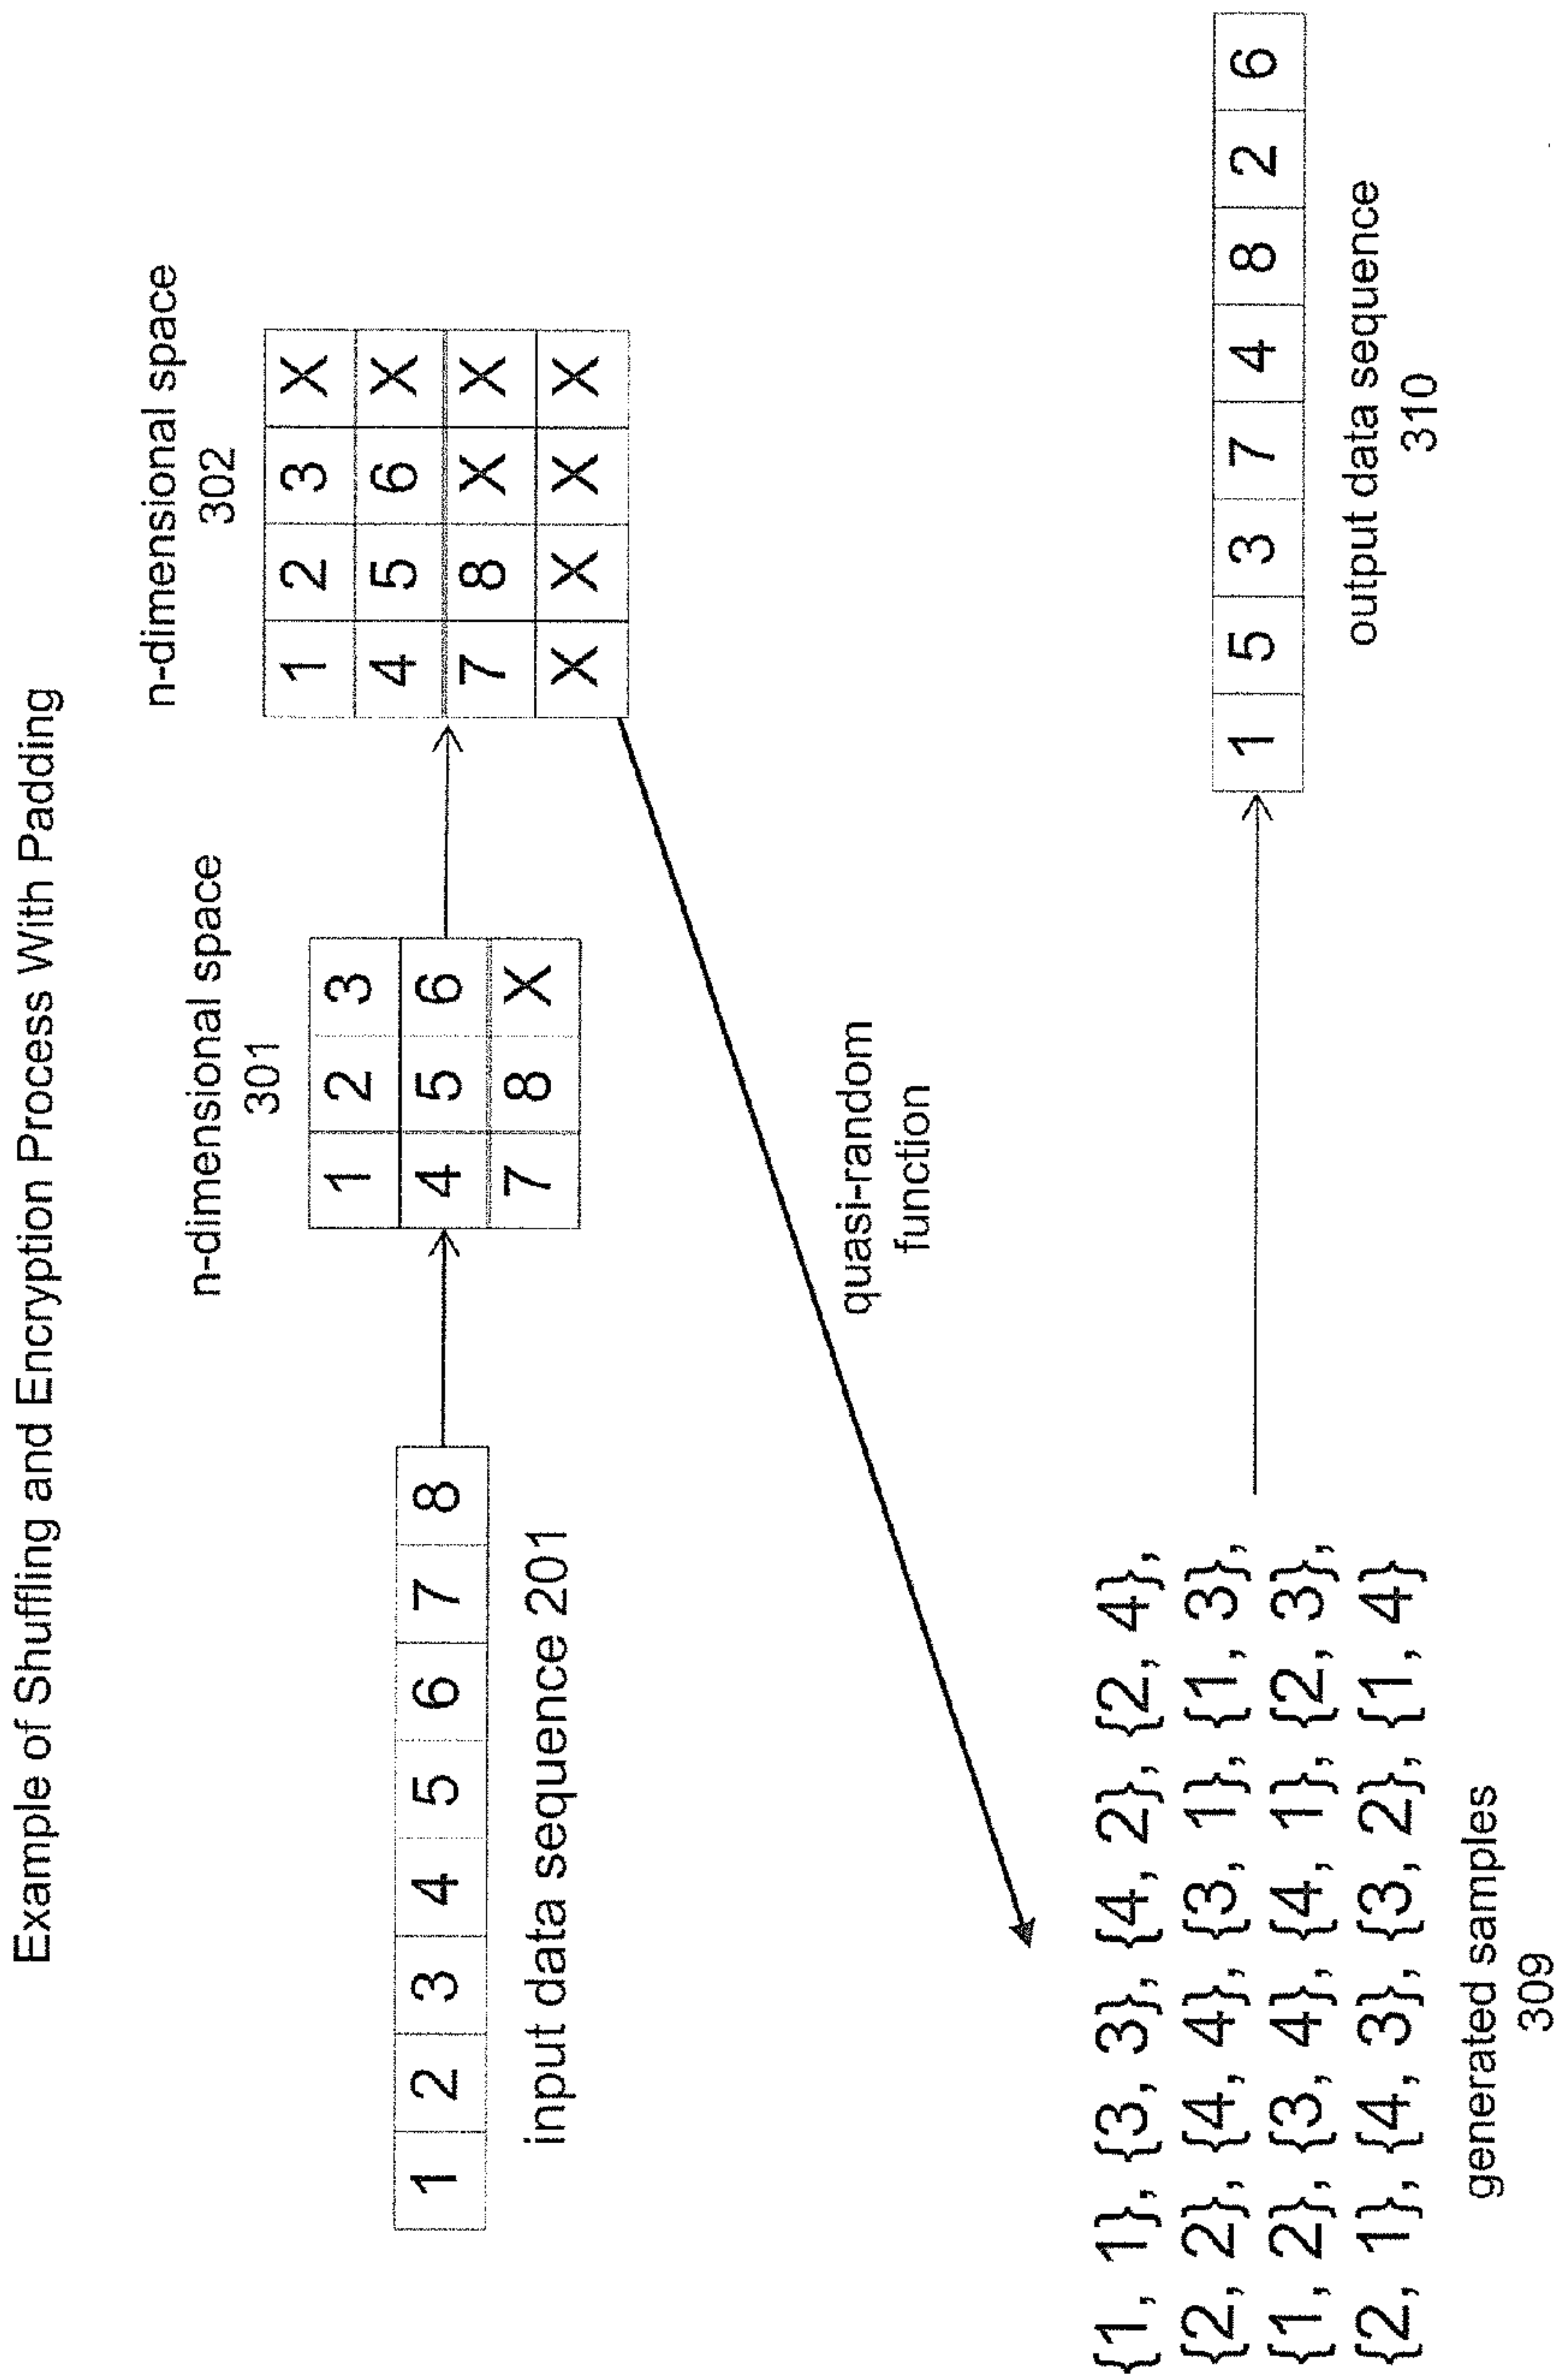 Example of Shuffling and Encryption Process With Padding
n-dimensional space
302
n-dimensional space
301
1 2 3 4 5 6 7 8
input data sequence 201
1 2 3
4 5 6
7 8 X
1 2 3 X
4 5 6 X
7 8 X X
X X X X
quasi-random
function
{1, 1}, {3, 3}, {4, 2}, {2, 4},
{2, 2}, {4, 4}, {3, 1}, {1, 3},
{1, 2}, {3, 4}, {4, 1}, {2, 3},
{2, 1}, {4, 3}, {3, 2}, {1, 4}
generated samples
309
1 5 3 7 4 8 2 6
output data sequence
310